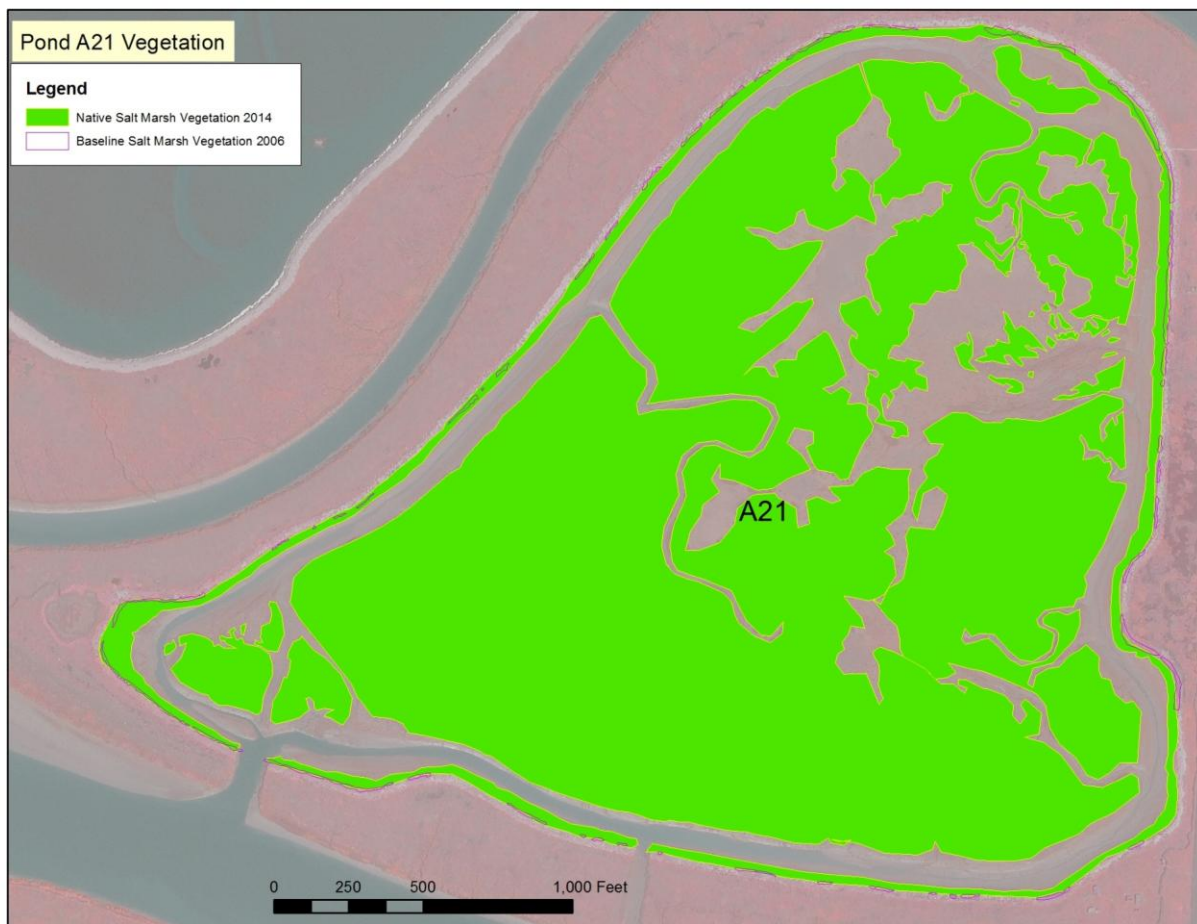 Pond A21 Vegetation
Legend
Native Salt Marsh Vegetation 2014
Baseline Salt Marsh Vegetation 2006
A21
0 250 500 1,000 Feet